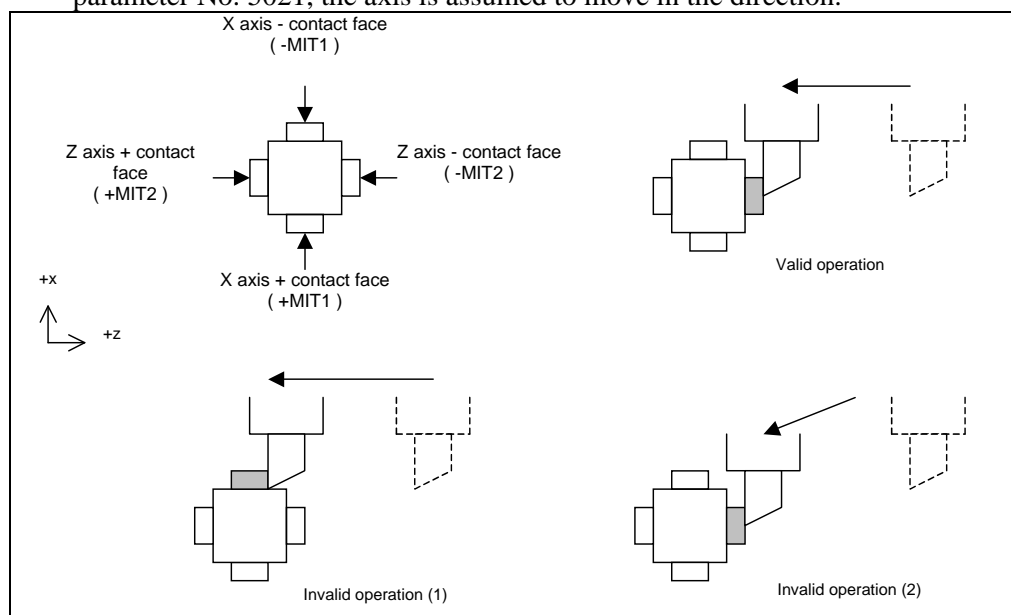 parameter No. 5021, the axis is assumed to move in the direction.
X axis - contact face
( -MIT1 )
Z axis + contact
face
( +MIT2 )
Z axis - contact face
( -MIT2 )
X axis + contact face
( +MIT1 )
Valid operation
+x
+z
Invalid operation (1)
Invalid operation (2)